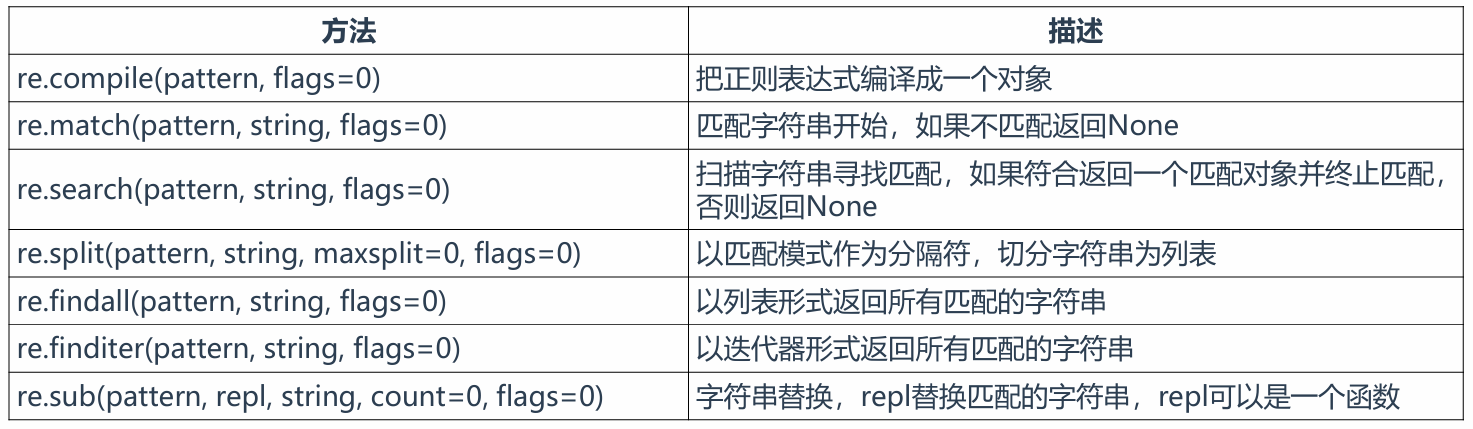 方法
描述
re.compile(pattern, flags=0)
把正则表达式编译成一个对象
re.match(pattern, string, flags=0)
匹配字符串开始，如果不匹配返回None
re.search(pattern, string, flags=0)
扫描字符串寻找匹配，如果符合返回一个匹配对象并终止匹配，
否则返回None
re.split(pattern, string, maxsplit=0, flags=0)
以匹配模式作为分隔符，切分字符串为列表
re.findall(pattern, string, flags=0)
以列表形式返回所有匹配的字符串
re.finditer(pattern, string, flags=0)
以迭代器形式返回所有匹配的字符串
re.sub(pattern, repl, string, count=0, flags=0)
字符串替换，repl替换匹配的字符串，repl可以是一个函数